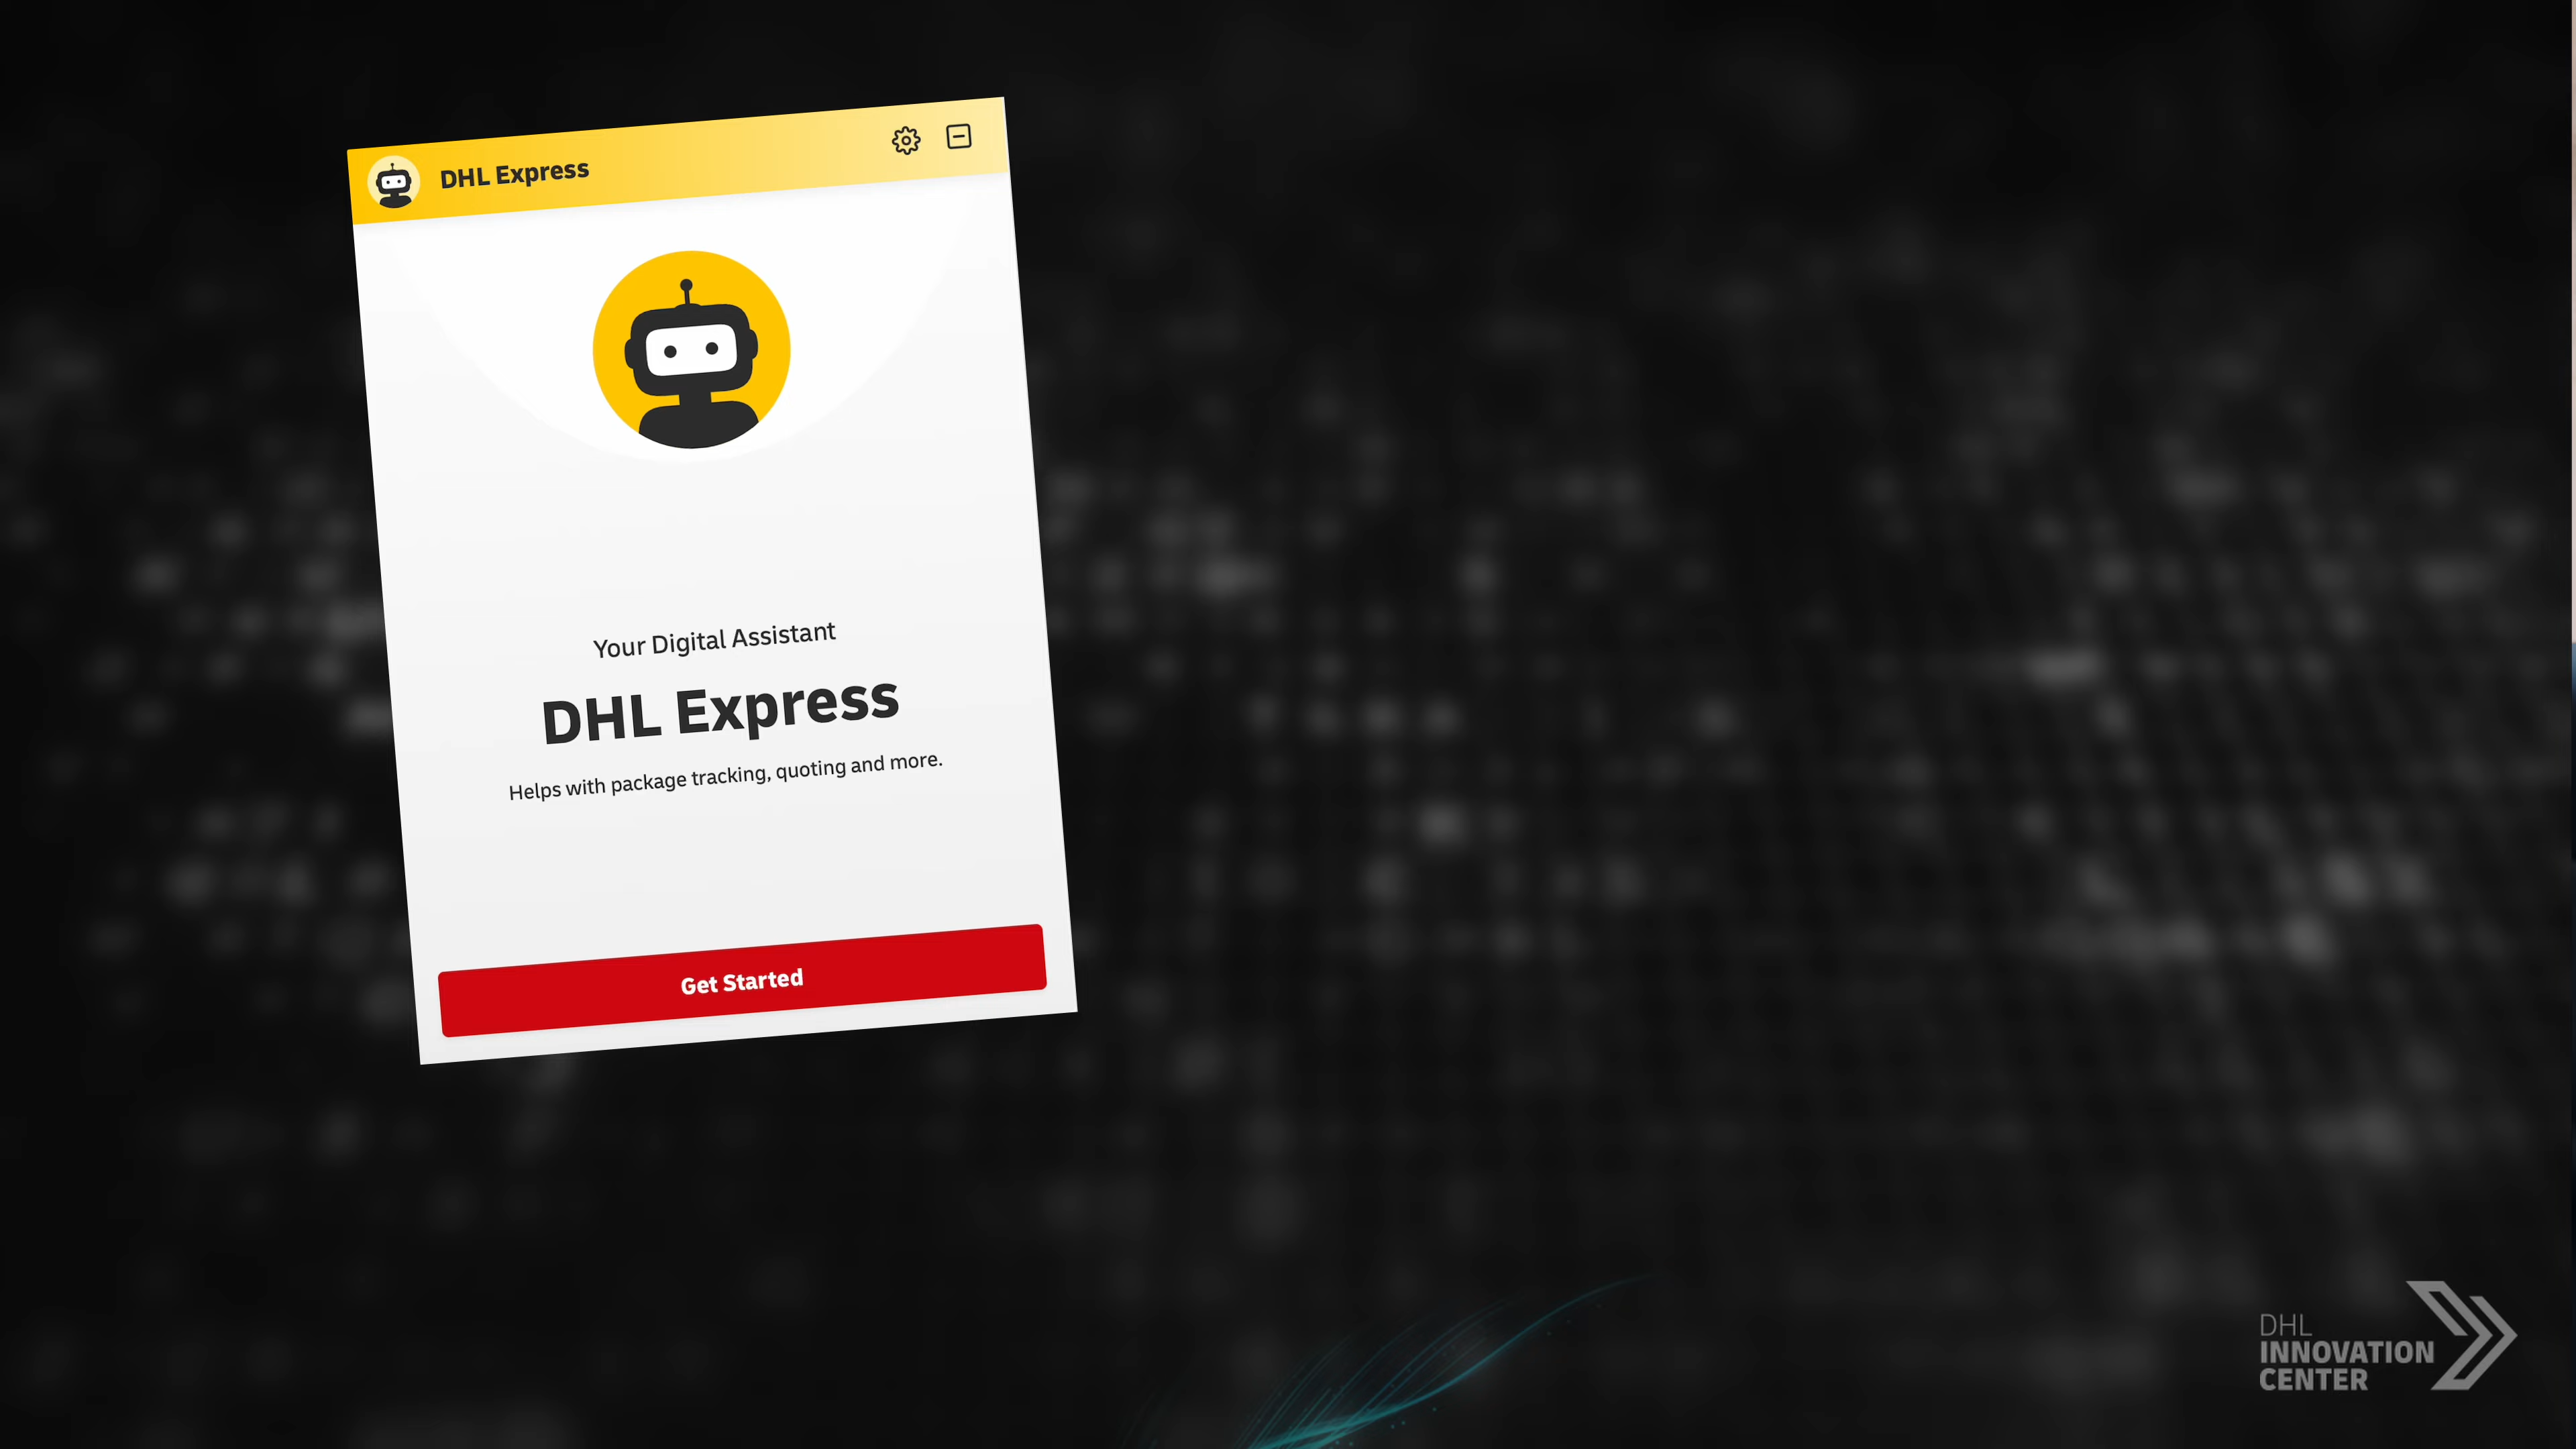 DHL Express
Your Digital Assistant
DHL Express
Helps with package tracking, quoting and more.
Get Started
DHL
INNOVATION
CENTER